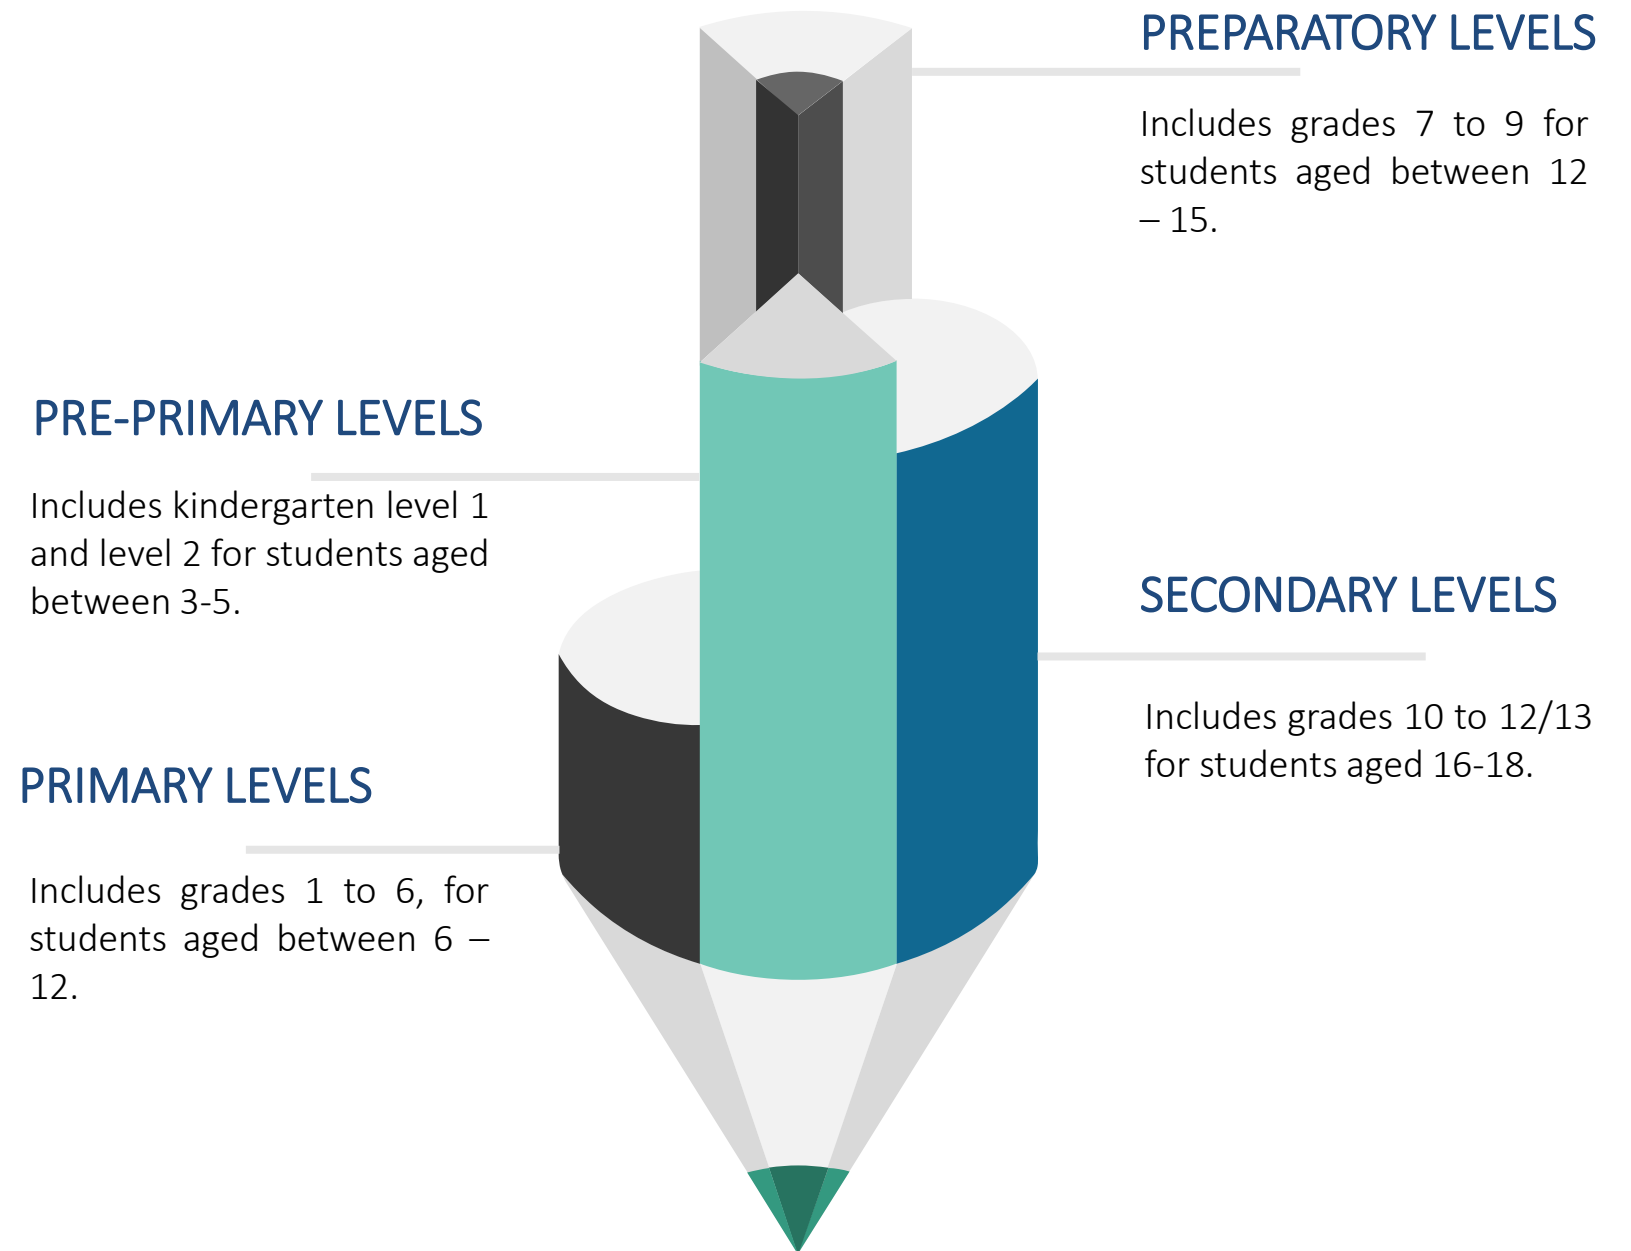 PREPARATORY LEVELS
Includes grades 7 to 9 for
students aged between 12
– 15.
PRE-PRIMARY LEVELS
Includes kindergarten level 1
and level 2 for students aged
between 3-5.
SECONDARY LEVELS
Includes grades 10 to 12/13
for students aged 16-18.
PRIMARY LEVELS
Includes grades 1 to 6, for
students aged between 6 –
12.